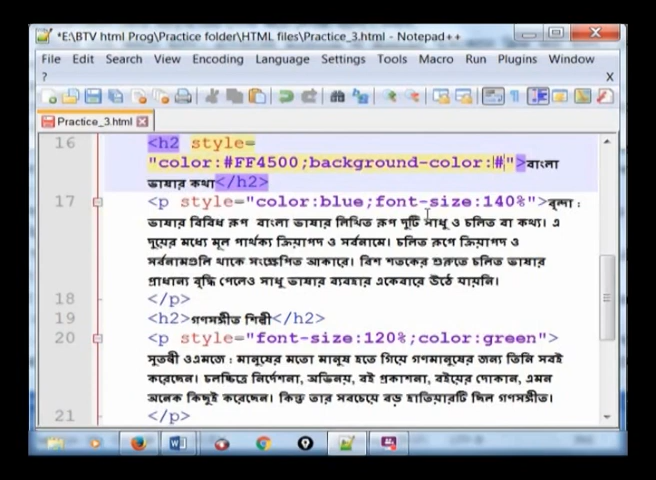 *E:\BTV html Prog\Practice folder\HTML files\Practice_3.html - Notepad++
File Edit Search View Encoding Language Settings Tools Macro Run Plugins Window X
?
Practice_3.html
16 <h2 style=
"color:#FF4500;background-color:#">বাংলা
ভাষার কথা</h2>
17 <p style="color:blue;font-size:140%">বৃন্দা :
ভাষার বিবিধ রূপ বাংলা ভাষার লিখিত রূপ দুটি সাধু ও চলিত বা কথ্য। এ
দুয়ের মধ্যে মূল পার্থক্য ক্রিয়াপদ ও সর্বনামে। চলিত রূপে ক্রিয়াপদ ও
সর্বনামগুলি থাকে সংক্ষেপিত আকারে। বিশ শতকের শুরুতে চলিত ভাষার
প্রাধান্য বৃদ্ধি পেলেও সাধু ভাষার ব্যবহার একেবারে উঠে যায়নি।
18 </p>
19 <h2>গণসঙ্গীত শিল্পী</h2>
20 <p style="font-size:120%;color:green">
সুতন্বী ওএমজে : মানুষের মতো মানুষ হতে গিয়ে গণমানুষের জন্য তিনি সবই
করেছেন। চলচ্চিত্র নির্দেশনা, অভিনয়, বই প্রকাশনা, বইয়ের দোকান, এমন
অনেক কিছুই করেছেন। কিন্তু তার সবচেয়ে বড় হাতিয়ারটি ছিল গণসঙ্গীত।
21 </p>